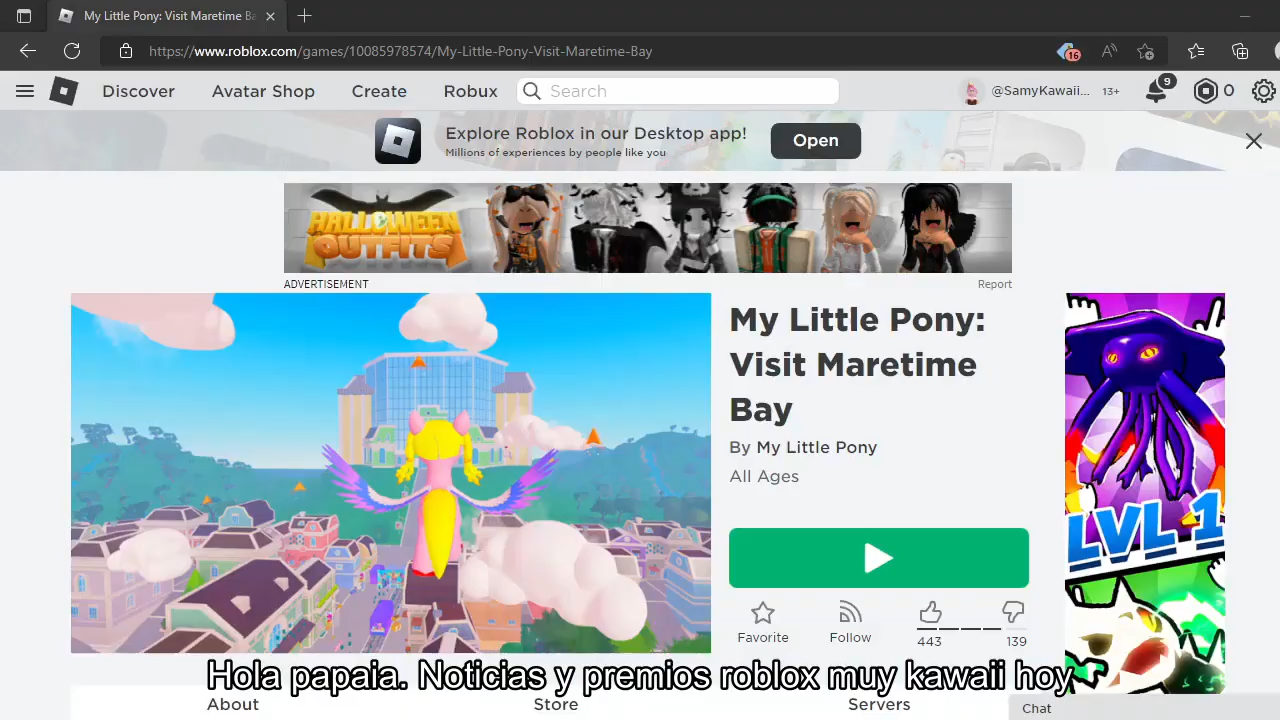 My Little Pony: Visit Maretime Ba
https://www.roblox.com/games/10085978574/My-Little-Pony-Visit-Maretime-Bay
16
Discover
Avatar Shop
Create
Robux
Search
@SamyKawaii...
13+
9
0
Explore Roblox in our Desktop app!
Millions of experiences by people like you
Open
HALLOWEEN
OUTFITS
ADVERTISEMENT
Report
My Little Pony:
Visit Maretime
Bay
By My Little Pony
All Ages
LVL 1
Favorite
Follow
443
139
Hola papaia. Noticias y premios roblox muy kawaii hoy
About
Store
Servers
Chat